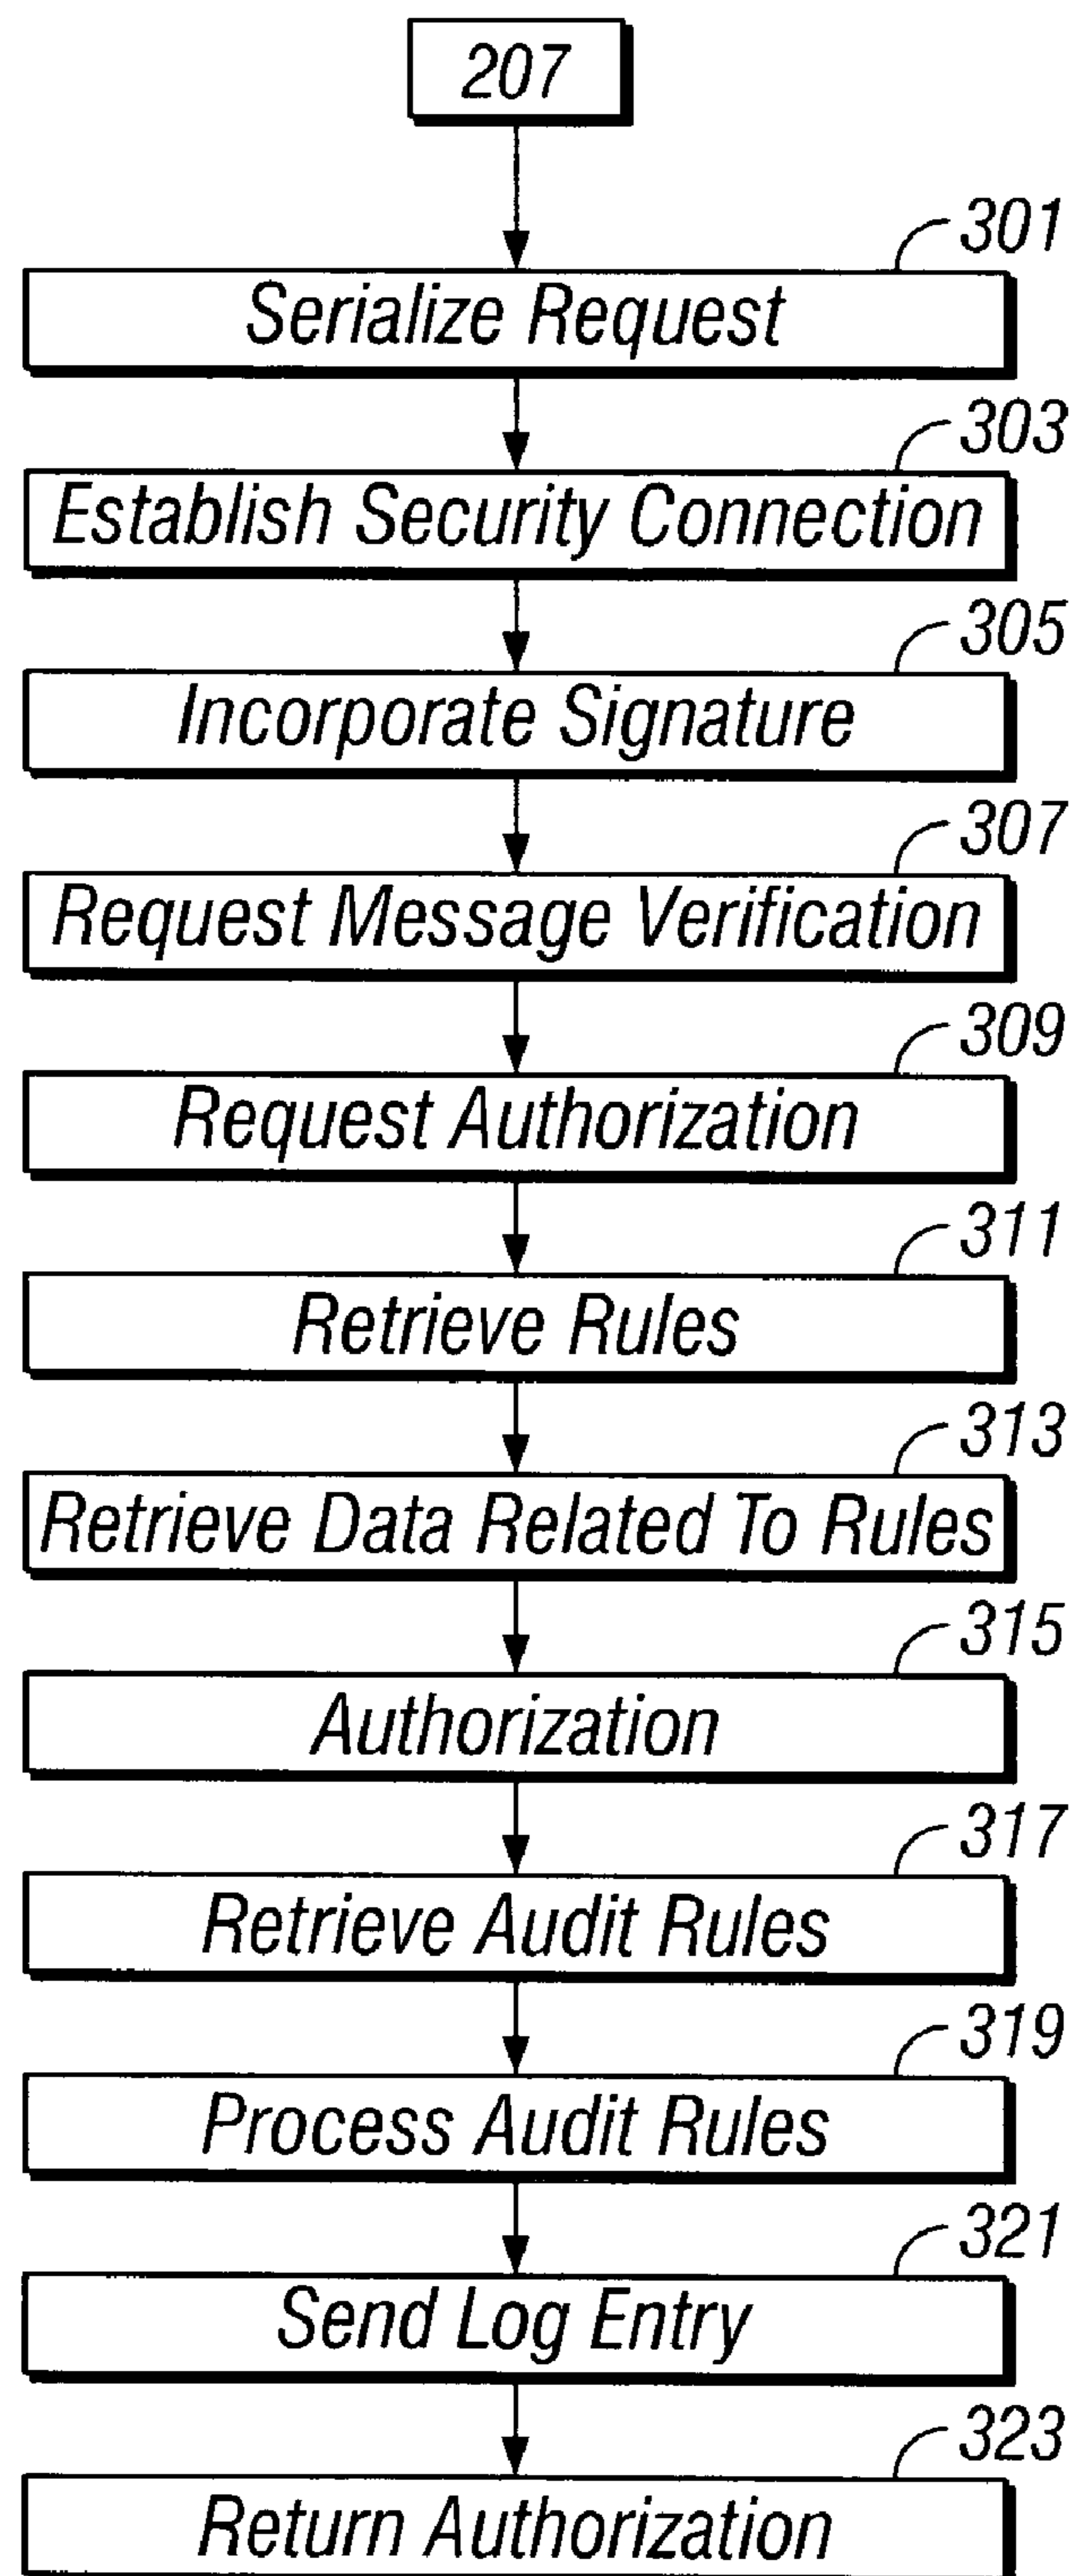 207
301
Serialize Request
303
Establish Security Connection
305
Incorporate Signature
307
Request Message Verification
309
Request Authorization
311
Retrieve Rules
313
Retrieve Data Related To Rules
315
Authorization
317
Retrieve Audit Rules
319
Process Audit Rules
321
Send Log Entry
323
Return Authorization